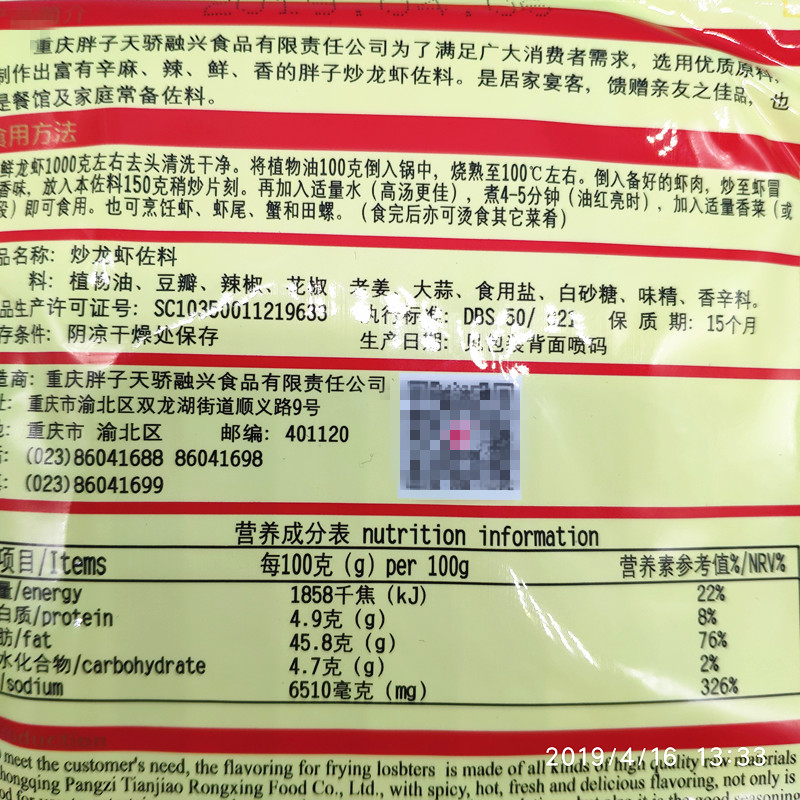 重庆胖子天骄融兴食品有限责任公司为了满足广大消费者需求，选用优质原料，
制作出富有辛麻、辣、鲜、香的胖子炒龙虾佐料。是居家宴客，馈赠亲友之佳品，也
是餐馆及家庭常备佐料。
食用方法
鲜龙虾1000克左右去头清洗干净。将植物油100克倒入锅中，烧熟至100℃左右。倒入备好的虾肉，炒至虾冒
香味，放入本佐料150克稍炒片刻。再加入适量水（高汤更佳），煮4-5分钟（油红亮时），加入适量香菜（或
）即可食用。也可烹饪虾、虾尾、蟹和田螺。（食完后亦可烫食其它菜肴）
品名称：炒龙虾佐料
料：植物油、豆瓣、辣椒、花椒 老姜、大蒜、食用盐、白砂糖、味精、香辛料。
品生产许可证号：SC10350011219633 执行标准：DBS 50/ 保质期：15个月
存条件：阴凉干燥处保存 生产日期：见包装背面喷码
造商：重庆胖子天骄融兴食品有限责任公司
址：重庆市渝北区双龙湖街道顺义路9号
地：重庆市 渝北区 邮编：401120
(023)86041688 86041698
(023)86041699
营养成分表 nutrition information
项目/Items 每100克（g）per 100g 营养素参考值%/NRV%
量/energy 1858千焦（kJ） 22%
白质/protein 4.9克（g） 8%
肪/fat 45.8克（g） 76%
水化合物/carbohydrate 4.7克（g） 2%
/sodium 6510毫克（mg） 326%
meet the customer's need, the flavoring for frying losbters is made of all kinds of high quality raw materials
hongqing Pangzi Tianjiao Rongxing Food Co., Ltd., with spicy, hot, fresh and delicious flavoring, not only is
2019/4/16 13:33